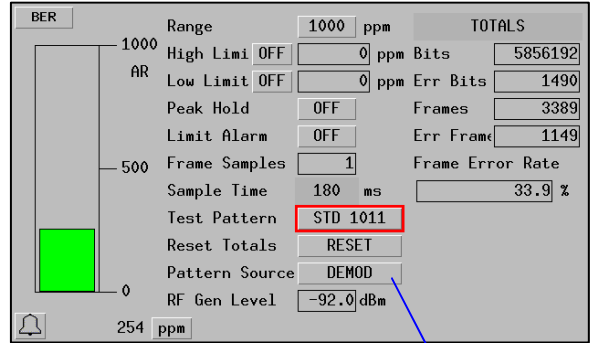 BER
Range 1000 ppm TOTALS
1000 High Limi OFF 0 ppm Bits 5856192
AR Low Limit OFF 0 ppm Err Bits 1490
Peak Hold OFF Frames 3389
Limit Alarm OFF Err Frame 1149
500 Frame Samples 1 Frame Error Rate
Sample Time 180 ms 33.9 %
Test Pattern STD 1011
Reset Totals RESET
Pattern Source DEMOD
0 RF Gen Level -92.0 dBm
254 ppm